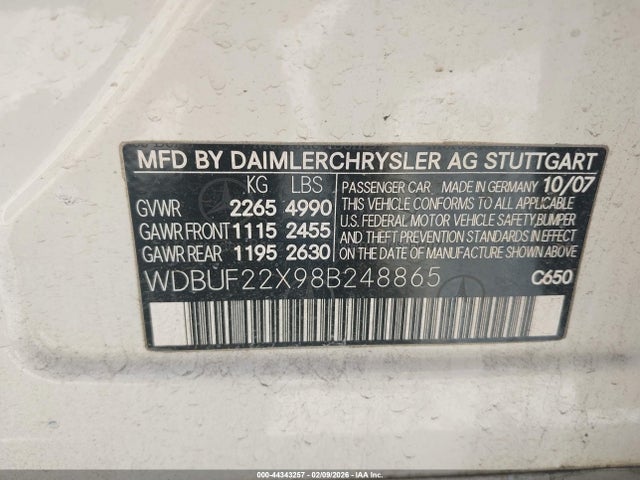 MFD BY DAIMLERCHRYSLER AG STUTTGART
KG LBS
GVWR 2265 4990
GAWR FRONT 1115 2455
GAWR REAR 1195 2630
PASSENGER CAR MADE IN GERMANY 10/07
THIS VEHICLE CONFORMS TO ALL APPLICABLE
U.S. FEDERAL MOTOR VEHICLE SAFETY, BUMPER
AND THEFT PREVENTION STANDARDS IN EFFECT
ON THE DATE OF MANUFACTURE SHOWN ABOVE.
WDBUF22X98B248865 C650
000-44343257 - 02/09/2026 - IAA, LLC